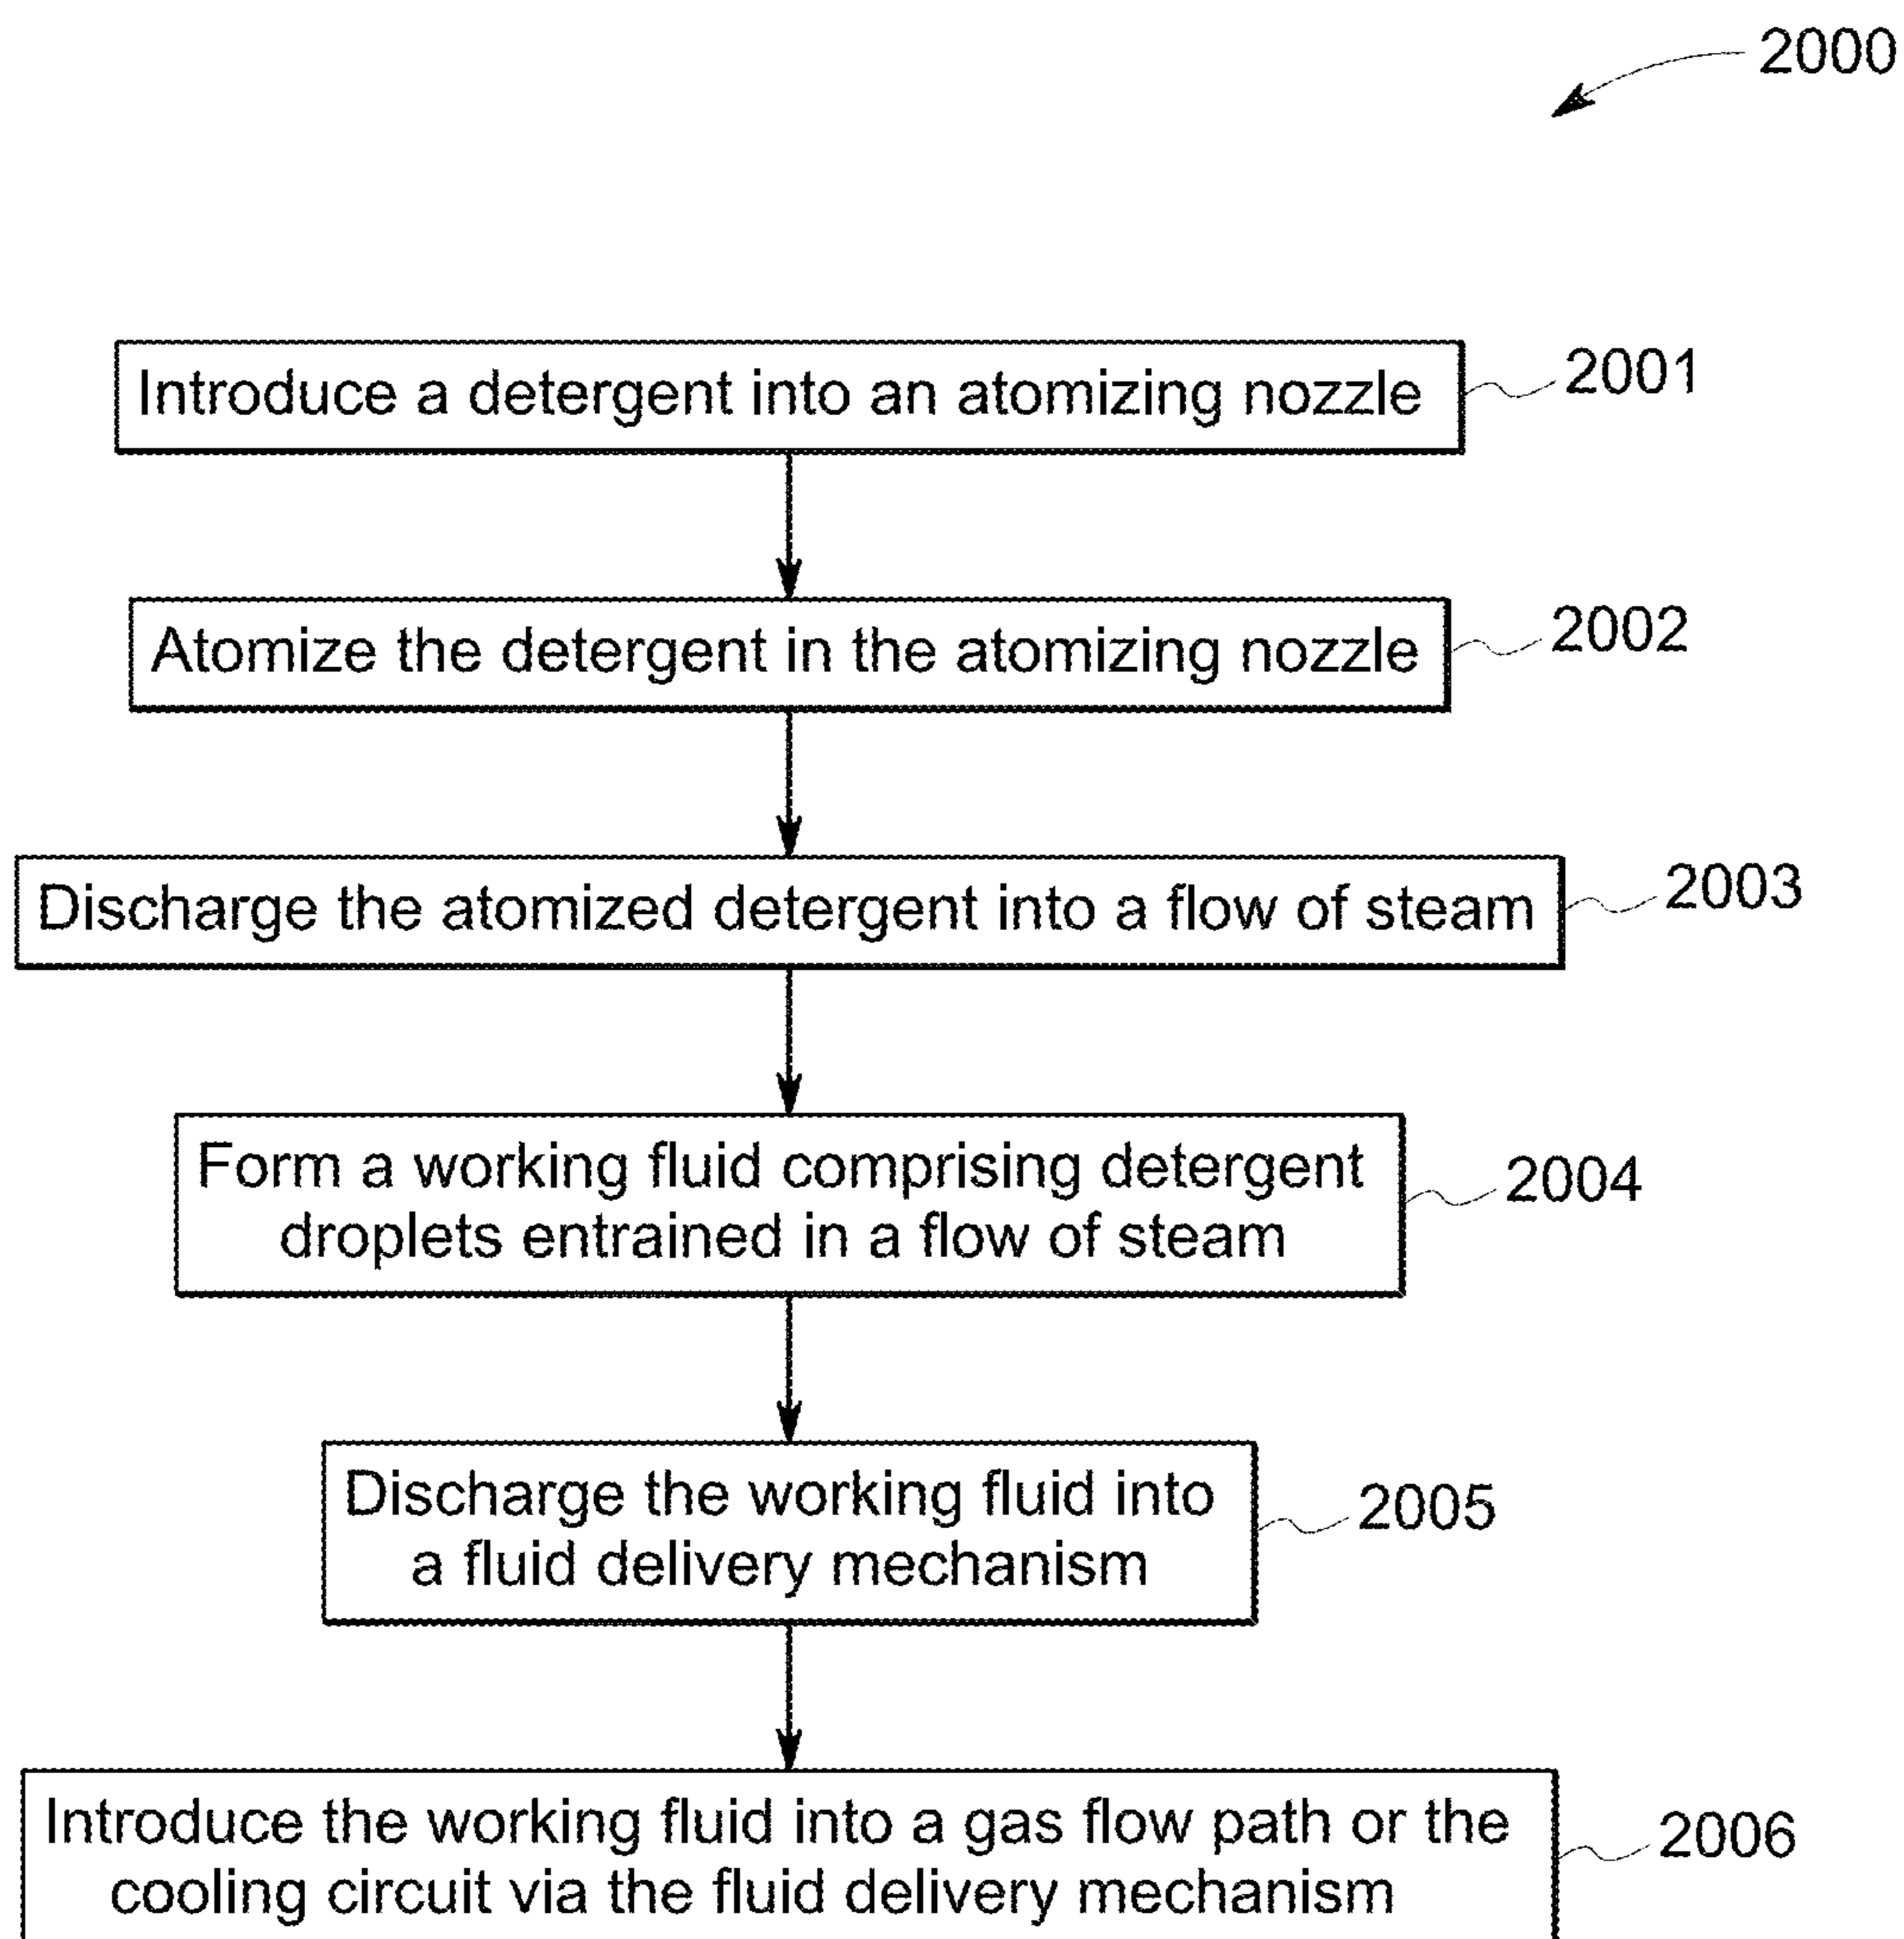 2000
Introduce a detergent into an atomizing nozzle
2001
Atomize the detergent in the atomizing nozzle
2002
Discharge the atomized detergent into a flow of steam
2003
Form a working fluid comprising detergent
droplets entrained in a flow of steam
2004
Discharge the working fluid into
a fluid delivery mechanism
2005
Introduce the working fluid into a gas flow path or the
cooling circuit via the fluid delivery mechanism
2006